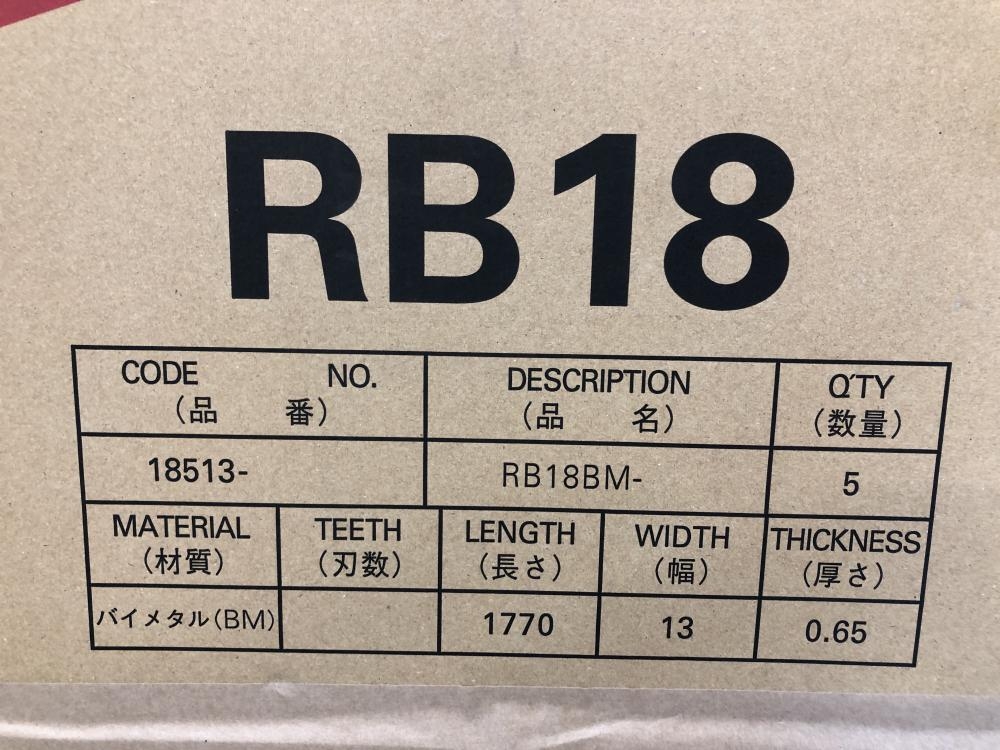 RB18
CODE NO. DESCRIPTION Q'TY
(品 番) (品 名) (数量)
18513- RB18BM- 5
MATERIAL TEETH LENGTH WIDTH THICKNESS
(材質) (刃数) (長さ) (幅) (厚さ)
バイメタル(BM) 1770 13 0.65